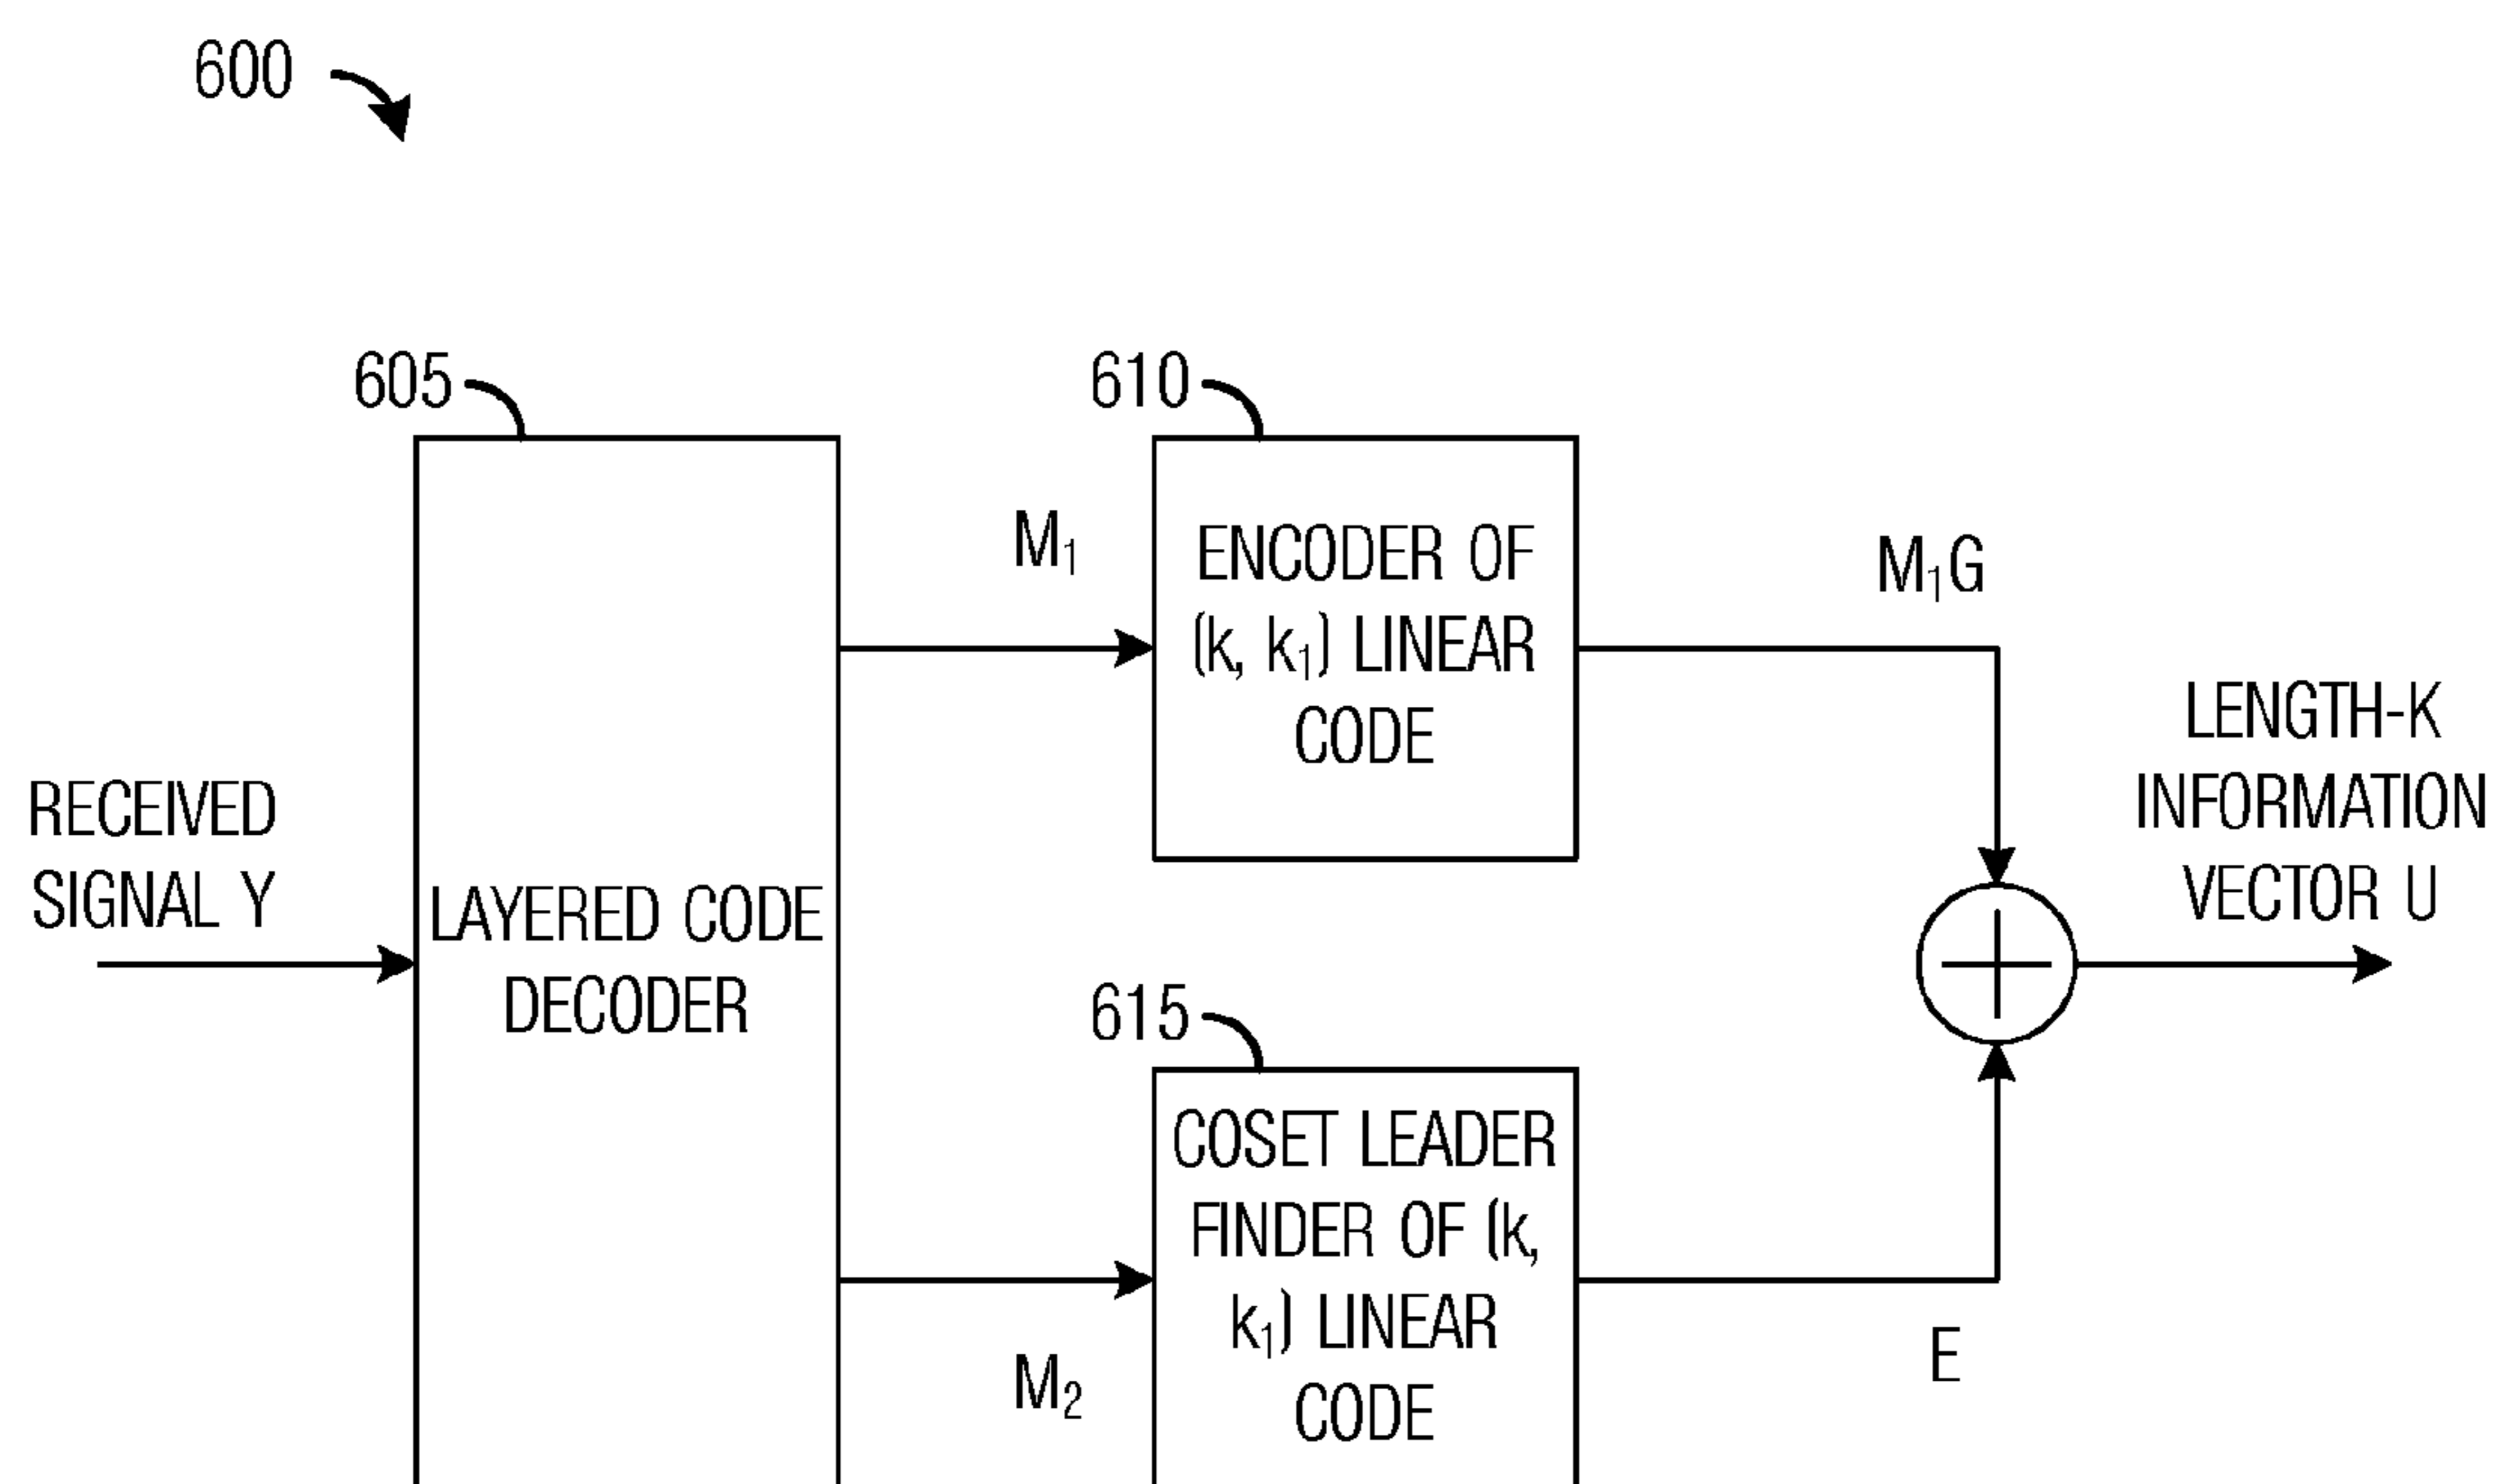 600
605
610
M₁
ENCODER OF
(k, k₁) LINEAR
CODE
M₁G
LENGTH-K
INFORMATION
VECTOR U
RECEIVED
SIGNAL Y
LAYERED CODE
DECODER
615
COSET LEADER
FINDER OF (k,
k₁) LINEAR
CODE
M₂
E